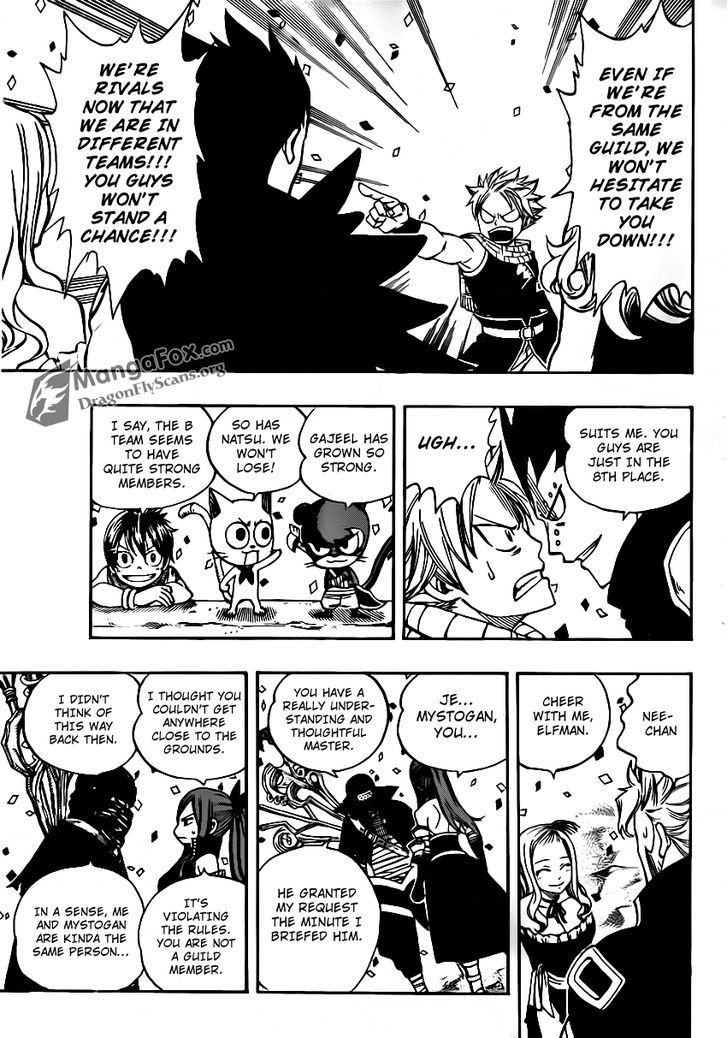 EVEN IF
WE'RE
FROM THE
SAME
GUILD, WE
WON'T
HESITATE
TO TAKE
YOU
DOWN!!!
WE'RE
RIVALS
NOW THAT
WE ARE IN
DIFFERENT
TEAMS!!!
YOU GUYS
WON'T
STAND A
CHANCE!!!
MangaFox.com
DragonFlyScans.org
SUITS ME. YOU
GUYS ARE
JUST IN THE
8TH PLACE.
UGH...
GAJEEL HAS
GROWN SO
STRONG.
SO HAS
NATSU. WE
WON'T
LOSE!
I SAY, THE B
TEAM SEEMS
TO HAVE
QUITE STRONG
MEMBERS.
NEE-
CHAN
CHEER
WITH ME,
ELFMAN.
JE...
MYSTOGAN,
YOU...
YOU HAVE A
REALLY UNDER-
STANDING AND
THOUGHTFUL
MASTER.
HE GRANTED
MY REQUEST
THE MINUTE I
BRIEFED HIM.
I THOUGHT YOU
COULDN'T GET
ANYWHERE
CLOSE TO THE
GROUNDS.
I DIDN'T
THINK OF
THIS WAY
BACK THEN.
IT'S
VIOLATING
THE RULES.
YOU ARE NOT
A GUILD
MEMBER.
IN A SENSE, ME
AND MYSTOGAN
ARE KINDA THE
SAME PERSON...